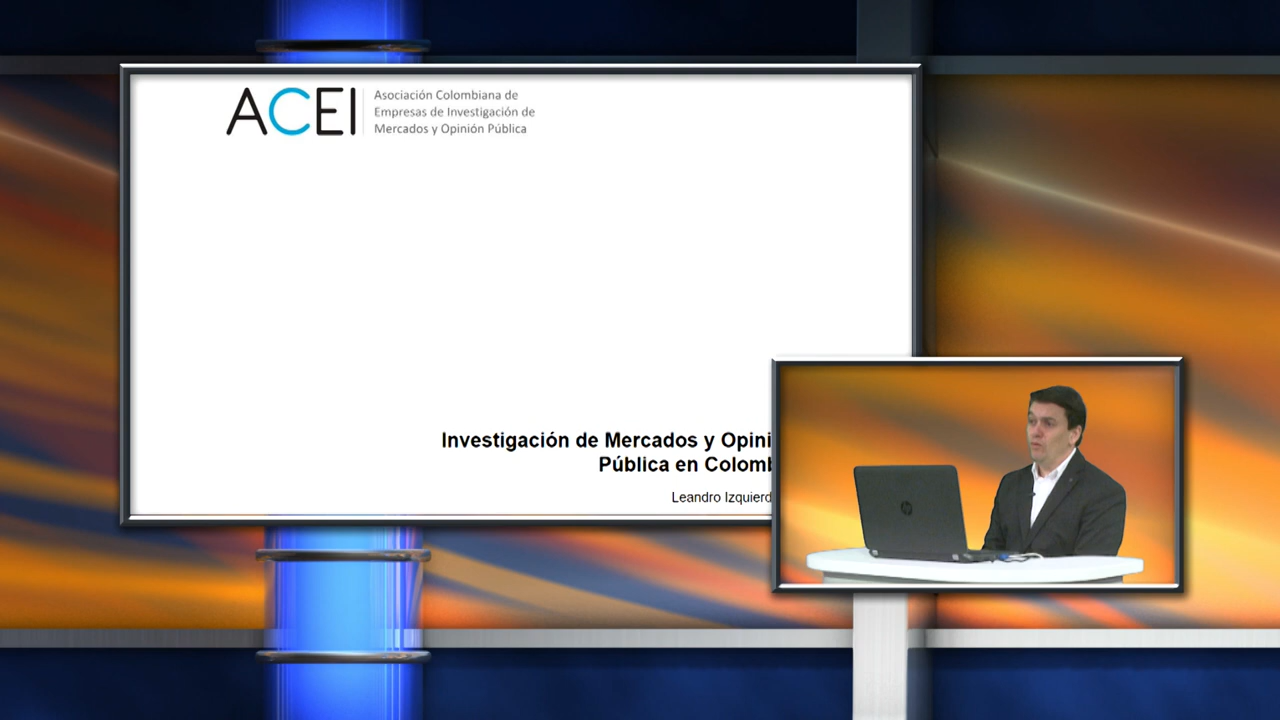 ACEI
Asociación Colombiana de
Empresas de Investigación de
Mercados y Opinión Pública
Investigación de Mercados y Opini
Pública en Colomb
Leandro Izquierd
hp